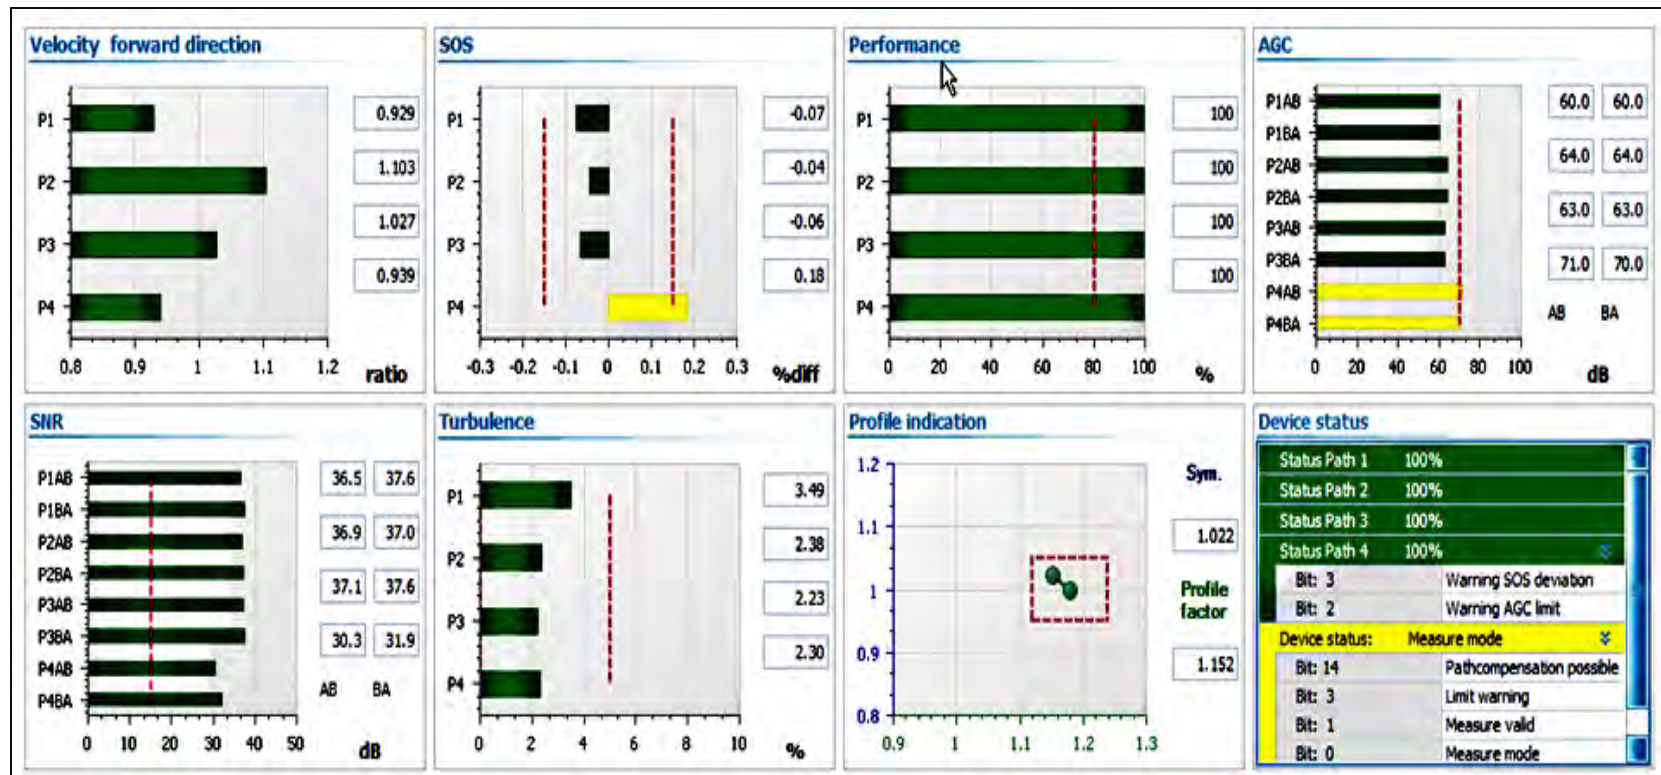 Velocity forward direction
P1
P2
P3
P4
0.929
1.103
1.027
0.939
0.8 0.9 1 1.1 1.2
ratio
SOS
P1
P2
P3
P4
-0.07
-0.04
-0.06
0.18
-0.3 -0.2 -0.1 0 0.1 0.2 0.3
%diff
Performance
P1
P2
P3
P4
100
100
100
100
0 20 40 60 80 100
%
AGC
P1AB
P1BA
P2AB
P2BA
P3AB
P3BA
P4AB
P4BA
60.0 60.0
64.0 64.0
63.0 63.0
71.0 70.0
AB BA
0 20 40 60 80 100
dB
SNR
P1AB
P1BA
P2AB
P2BA
P3AB
P3BA
P4AB
P4BA
36.5 37.6
36.9 37.0
37.1 37.6
30.3 31.9
AB BA
0 10 20 30 40 50
dB
Turbulence
P1
P2
P3
P4
3.49
2.38
2.23
2.30
0 2 4 6 8 10
%
Profile indication
1.2
1.1
1
0.9
0.8
0.9 1 1.1 1.2 1.3
Sym.
1.022
Profile
factor
1.152
Device status
Status Path 1 100%
Status Path 2 100%
Status Path 3 100%
Status Path 4 100%
Bit: 3 Warning SOS deviation
Bit: 2 Warning AGC limit
Device status: Measure mode
Bit: 14 Pathcompensation possible
Bit: 3 Limit warning
Bit: 1 Measure valid
Bit: 0 Measure mode